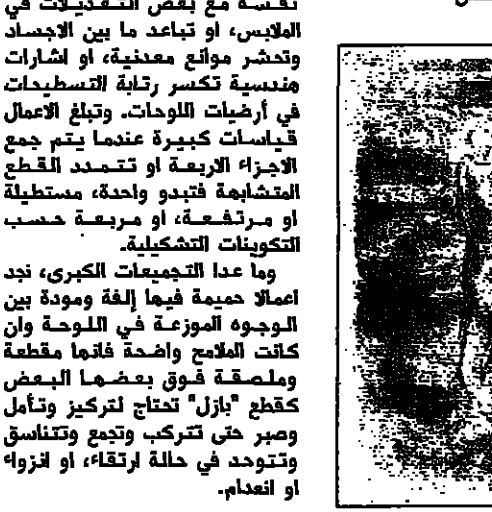 نفسه مع بعض التعديلات في
الملابس، او تباعد ما بين الاجساد
وتحشر موانع معدنية، او اشارات
هندسية تكسر رتابة التسطيحات
في أرضيات اللوحات. وتبلغ الاعمال
قياسات كبيرة عندما يتم جمع
الاجزاء الاربعة او تتمدد القطع
المتشابهة فتبدو واحدة، مستطيلة
او مرتفعة، او مربعة حسب
التكوينات التشكيلية.
وما عدا التجميعات الكبرى، نجد
اعمالا حميمة فيها إلفة ومودة بين
الوجوه الموزعة في اللوحة وان
كانت الملامح واضحة فانها مقطعة
وملصقة فوق بعضها البعض
كقطع "بازل" تحتاج لتركيز وتأمل
وصبر حتى تتركب وتجمع وتتناسق
وتتوحد في حالة ارتقاء، او انزواء
او انعدام.